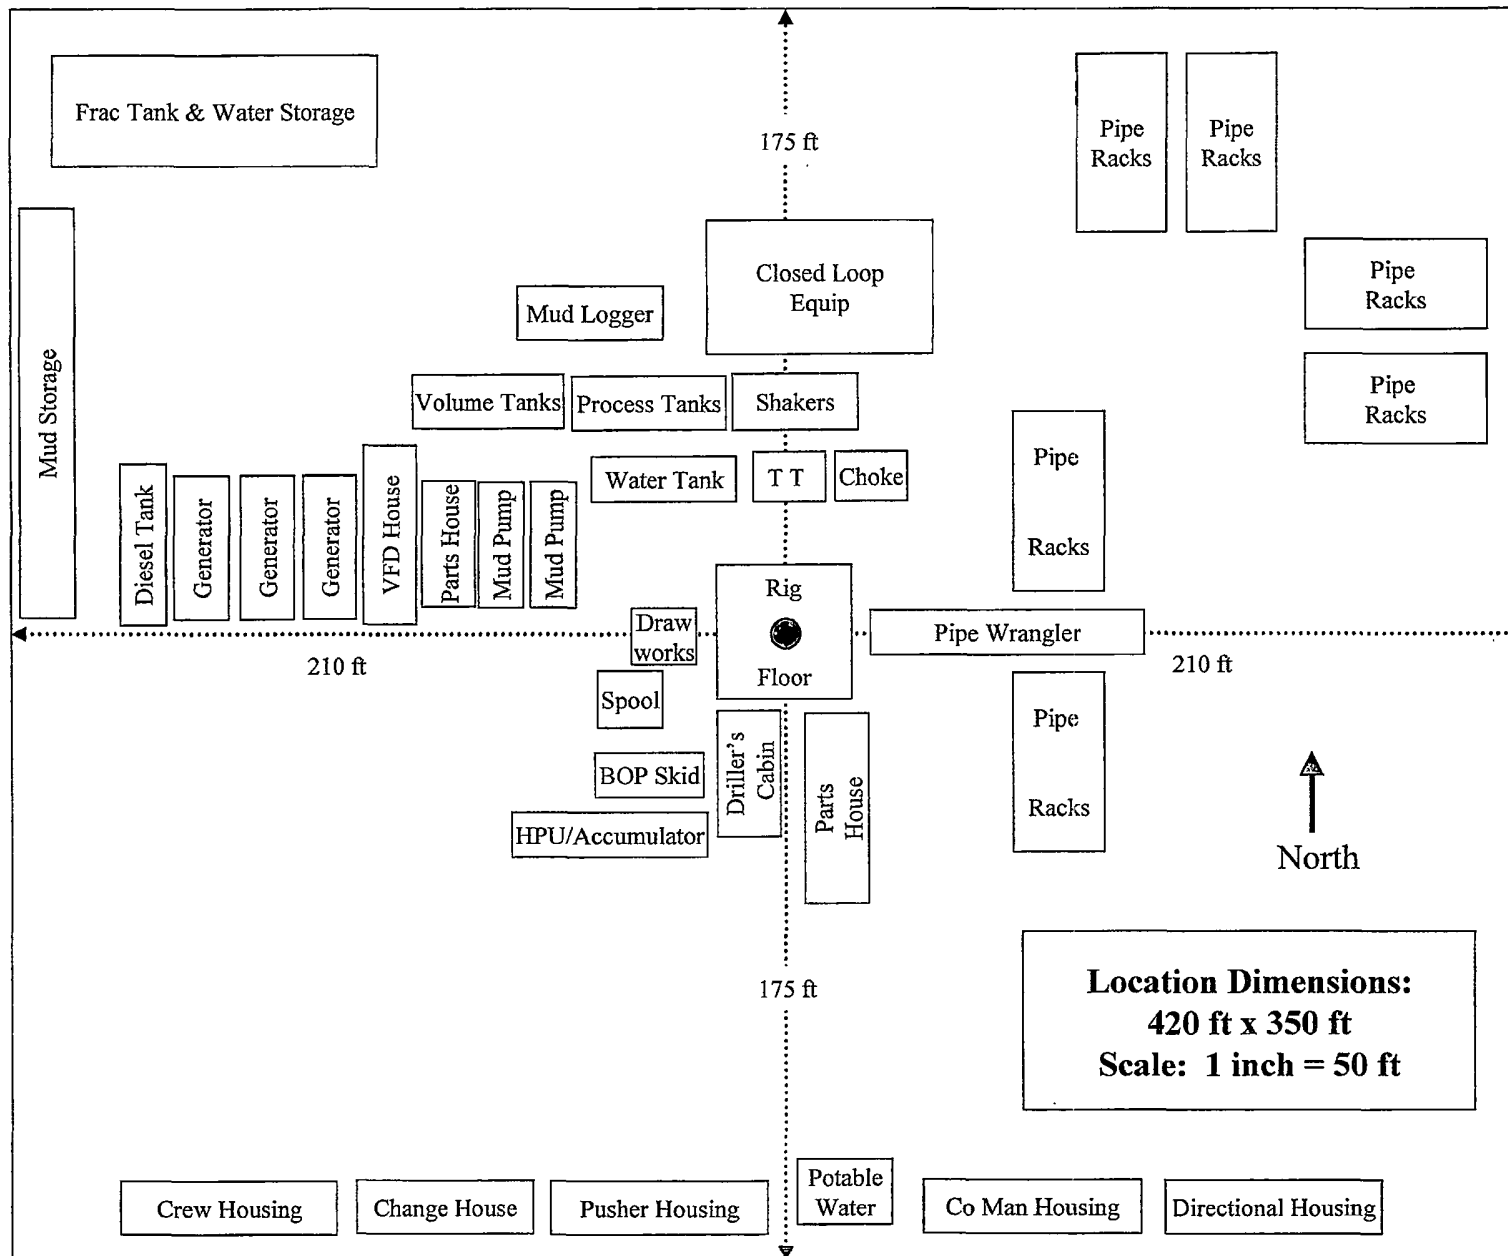 Frac Tank & Water Storage
175 ft
Pipe
Racks
Pipe
Racks
Closed Loop
Equip
Pipe
Racks
Mud Logger
Mud Storage
Volume Tanks
Process Tanks
Shakers
Pipe
Racks
Diesel Tank
Generator
Generator
Generator
VFD House
Parts House
Mud Pump
Mud Pump
Water Tank
T T
Choke
Pipe
Racks
Rig
Floor
Draw
works
Pipe Wrangler
210 ft
210 ft
Spool
BOP Skid
HPU/Accumulator
Driller's
Cabin
Parts
House
Pipe
Racks
North
Location Dimensions:
420 ft x 350 ft
Scale: 1 inch = 50 ft
175 ft
Crew Housing
Change House
Pusher Housing
Potable
Water
Co Man Housing
Directional Housing